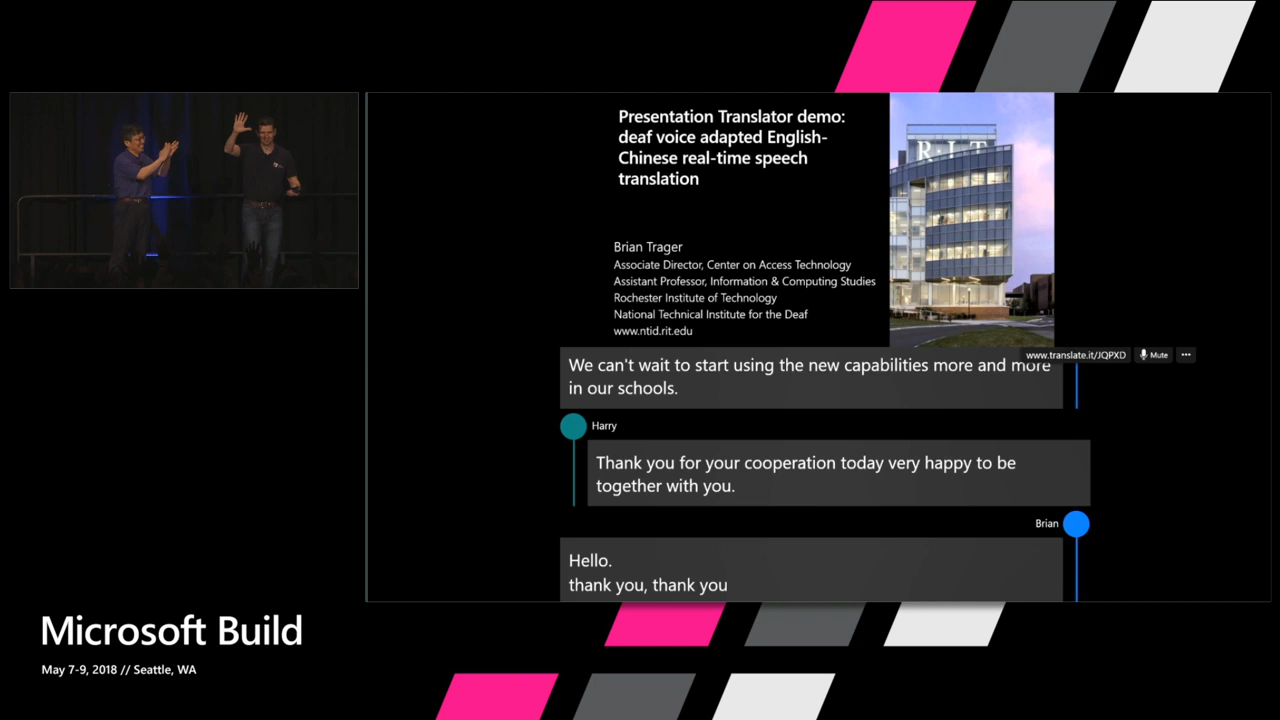 Presentation Translator demo:
deaf voice adapted English-
Chinese real-time speech
translation
R·I·T
Brian Trager
Associate Director, Center on Access Technology
Assistant Professor, Information & Computing Studies
Rochester Institute of Technology
National Technical Institute for the Deaf
www.ntid.rit.edu
www.translate.it/JQPXD
Mute
We can't wait to start using the new capabilities more and more
in our schools.
Harry
Thank you for your cooperation today very happy to be
together with you.
Brian
Hello.
thank you, thank you
Microsoft Build
May 7-9, 2018 // Seattle, WA